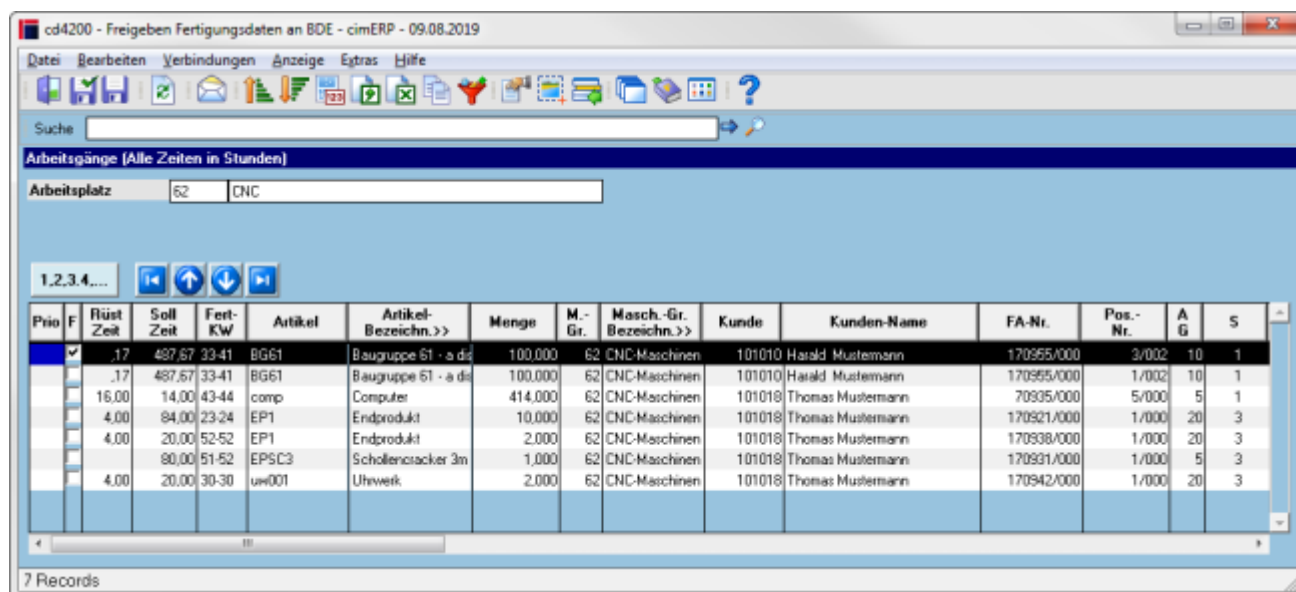 cd4200 - Freigeben Fertigungsdaten an BDE - cimERP - 09.08.2019
Datei Bearbeiten Verbindungen Anzeige Extras Hilfe
123
Suche
Arbeitsgänge (Alle Zeiten in Stunden)
Arbeitsplatz 62 CNC
1,2,3,4,...
Prio F Rüst Zeit Soll Zeit Fert-KW Artikel Artikel-Bezeichn.>> Menge M.-Gr. Masch.-Gr. Bezeichn.>> Kunde Kunden-Name FA-Nr. Pos.-Nr. A G S
,17 487,67 33-41 BG61 Baugruppe 61 - a dis 100,000 62 CNC-Maschinen 101010 Harald Mustermann 170955/000 3/002 10 1
,17 487,67 33-41 BG61 Baugruppe 61 - a dis 100,000 62 CNC-Maschinen 101010 Harald Mustermann 170955/000 1/002 10 1
16,00 14,00 43-44 comp Computer 414,000 62 CNC-Maschinen 101018 Thomas Mustermann 70935/000 5/000 5 1
4,00 84,00 23-24 EP1 Endprodukt 10,000 62 CNC-Maschinen 101018 Thomas Mustermann 170921/000 1/000 20 3
4,00 20,00 52-52 EP1 Endprodukt 2,000 62 CNC-Maschinen 101018 Thomas Mustermann 170938/000 1/000 20 3
80,00 51-52 EPSC3 Schollencracker 3m 1,000 62 CNC-Maschinen 101018 Thomas Mustermann 170931/000 1/000 5 3
4,00 20,00 30-30 Uhrwerk 2,000 62 CNC-Maschinen 101018 Thomas Mustermann 170942/000 1/000 20 3
7 Records